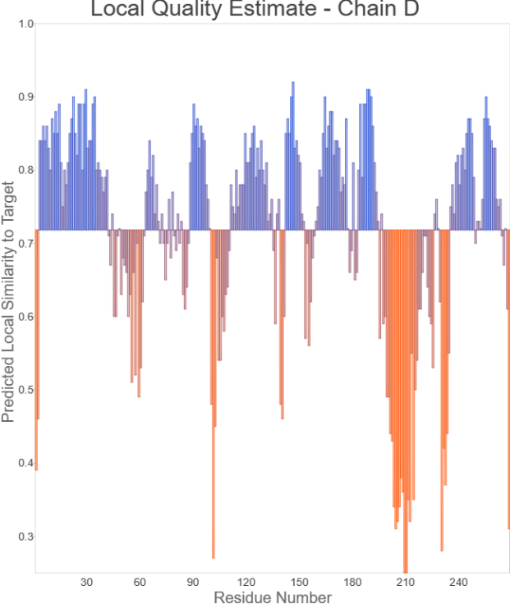 Local Quality Estimate - Chain D
Predicted Local Similarity to Target
1.0
0.9
0.8
0.7
0.6
0.5
0.4
0.3
30 60 90 120 150 180 210 240
Residue Number